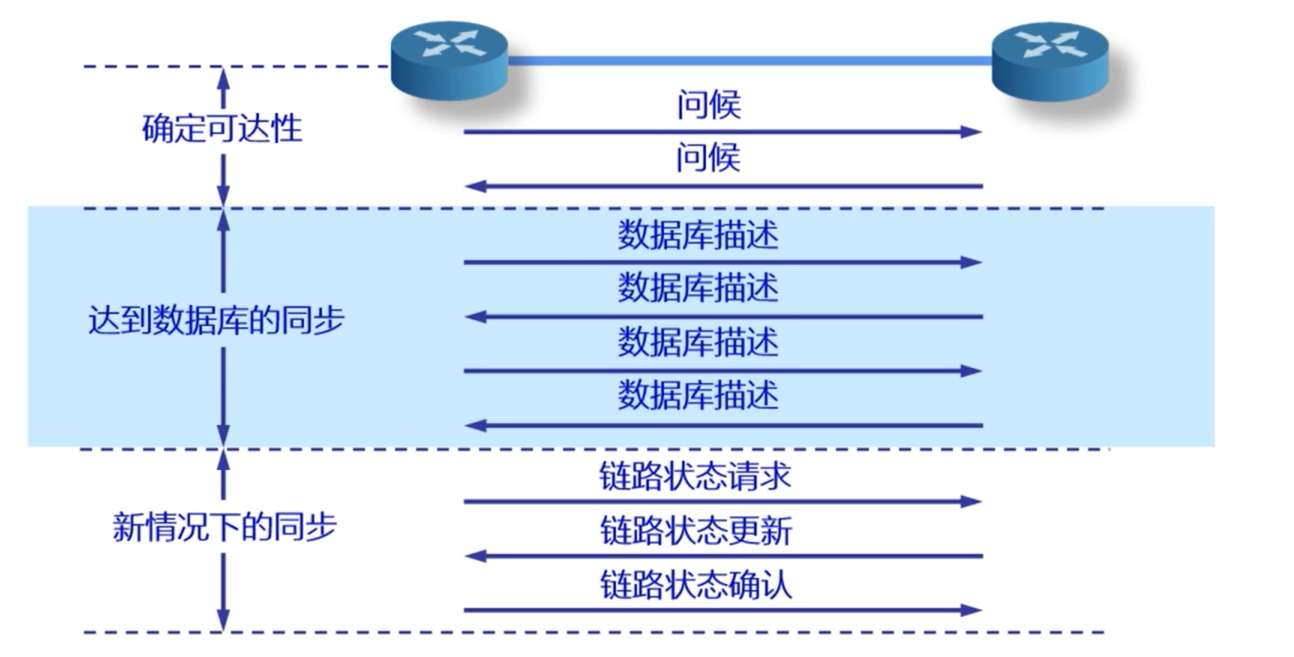 问候
确定可达性
问候
数据库描述
数据库描述
达到数据库的同步
数据库描述
数据库描述
链路状态请求
新情况下的同步
链路状态更新
链路状态确认